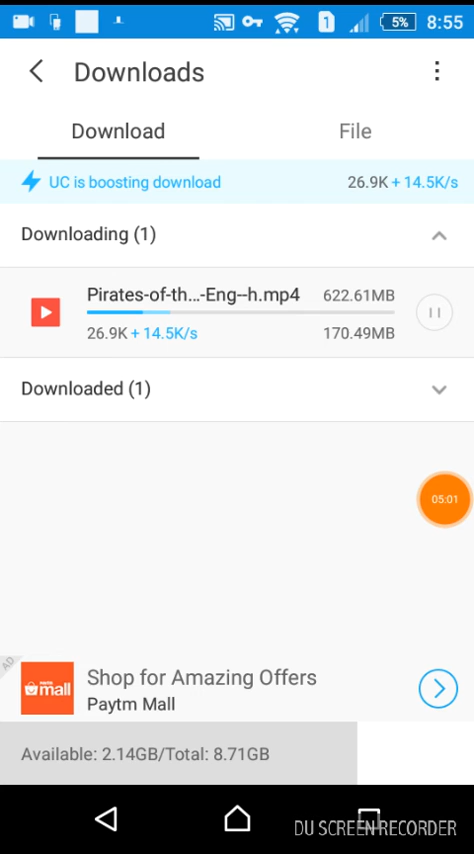 1 5% 8:55
Downloads
Download File
UC is boosting download 26.9K + 14.5K/s
Downloading (1)
Pirates-of-th...-Eng--h.mp4 622.61MB
26.9K + 14.5K/s 170.49MB
Downloaded (1)
05:01
AD
Shop for Amazing Offers
mall
Paytm Mall
Available: 2.14GB/Total: 8.71GB
DU SCREEN RECORDER